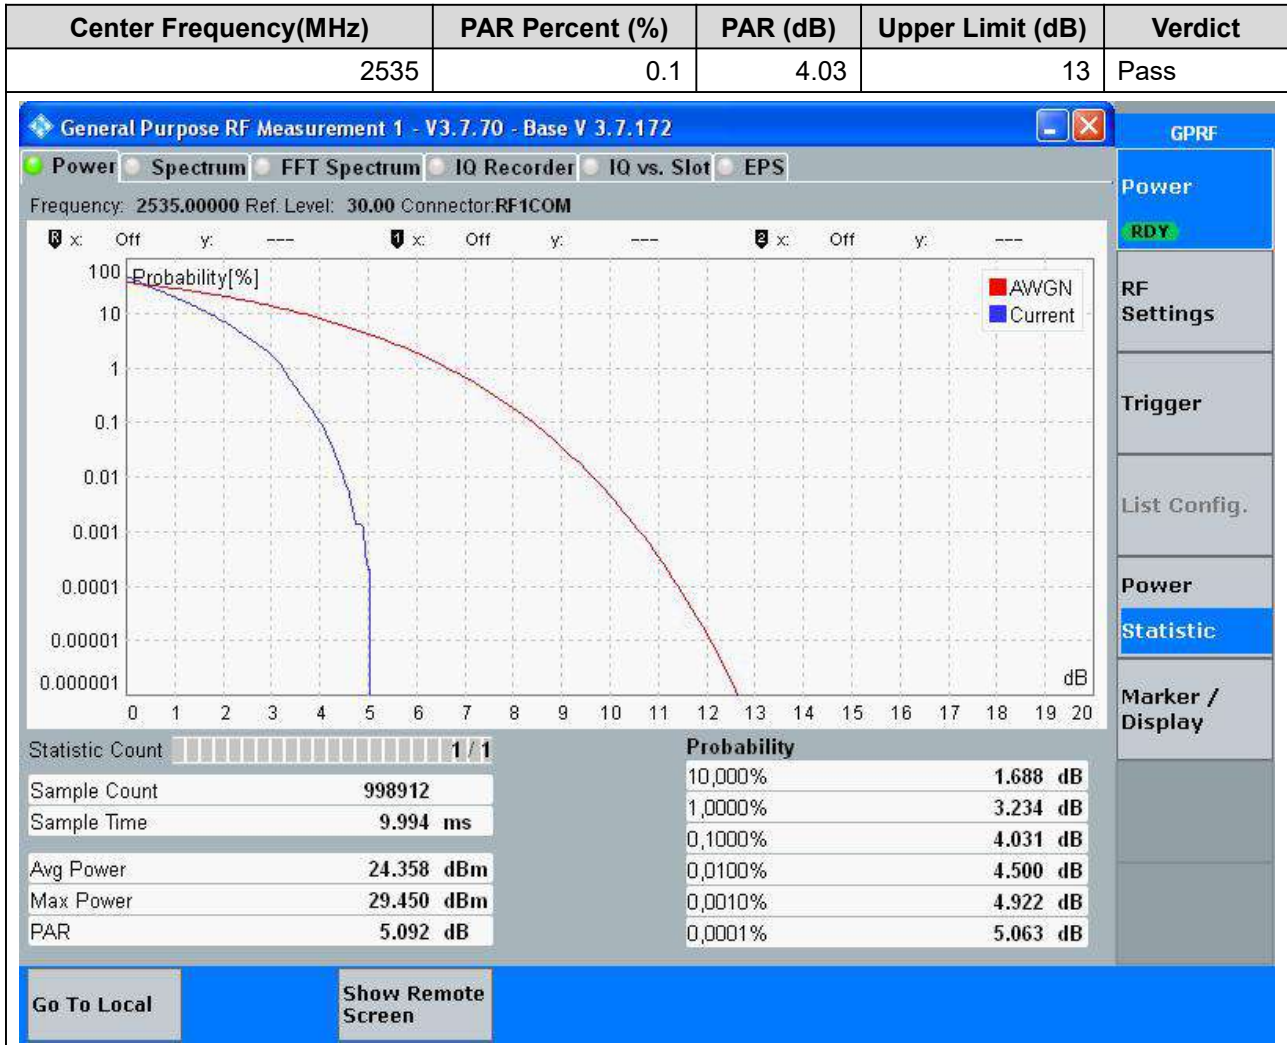 Center Frequency(MHz) PAR Percent (%) PAR (dB) Upper Limit (dB) Verdict
2535 0.1 4.03 13 Pass
General Purpose RF Measurement 1 - V3.7.70 - Base V 3.7.172
GPRF
Power Spectrum FFT Spectrum IQ Recorder IQ vs. Slot EPS
Frequency: 2535.00000 Ref. Level: 30.00 Connector:RF1COM
R x: Off y: --- 1 x: Off y: --- 2 x: Off y: ---
Probability[%]
100
10
1
0.1
0.01
0.001
0.0001
0.00001
0.000001
AWGN
Current
dB
0 1 2 3 4 5 6 7 8 9 10 11 12 13 14 15 16 17 18 19 20
Statistic Count 1 / 1
Sample Count 998912
Sample Time 9.994 ms
Avg Power 24.358 dBm
Max Power 29.450 dBm
PAR 5.092 dB
Probability
10,000% 1.688 dB
1,0000% 3.234 dB
0,1000% 4.031 dB
0,0100% 4.500 dB
0,0010% 4.922 dB
0,0001% 5.063 dB
Power
RDY
RF
Settings
Trigger
List Config.
Power
Statistic
Marker /
Display
Go To Local
Show Remote
Screen